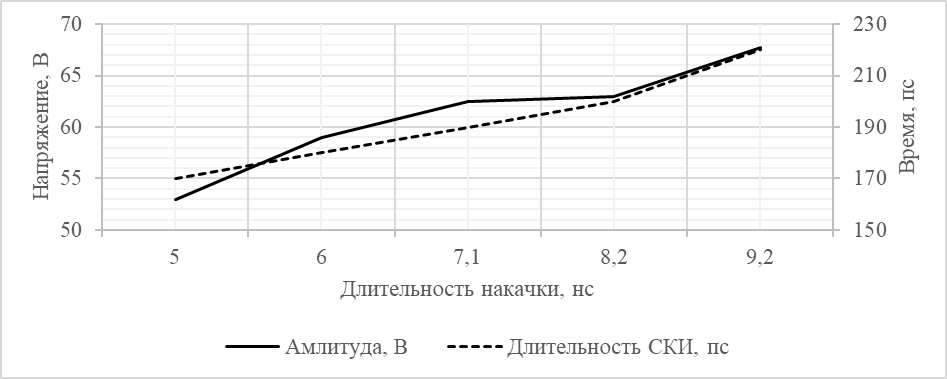 70
65
60
55
50
Напряжение, В
230
210
190
170
150
Время, пс
5 6 7,1 8,2 9,2
Длительность накачки, нс
Амлитуда, В Длительность СКИ, пс